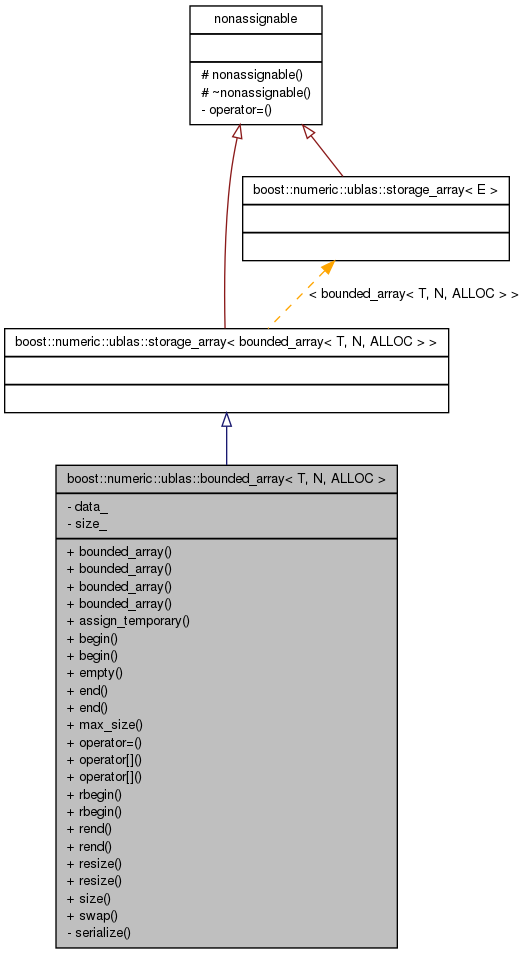 nonassignable
# nonassignable()
# ~nonassignable()
- operator=()
boost::numeric::ublas::storage_array< E >
< bounded_array< T, N, ALLOC > >
boost::numeric::ublas::storage_array< bounded_array< T, N, ALLOC > >
boost::numeric::ublas::bounded_array< T, N, ALLOC >
- data_
- size_
+ bounded_array()
+ bounded_array()
+ bounded_array()
+ bounded_array()
+ assign_temporary()
+ begin()
+ begin()
+ empty()
+ end()
+ end()
+ max_size()
+ operator=()
+ operator[]()
+ operator[]()
+ rbegin()
+ rbegin()
+ rend()
+ rend()
+ resize()
+ resize()
+ size()
+ swap()
- serialize()